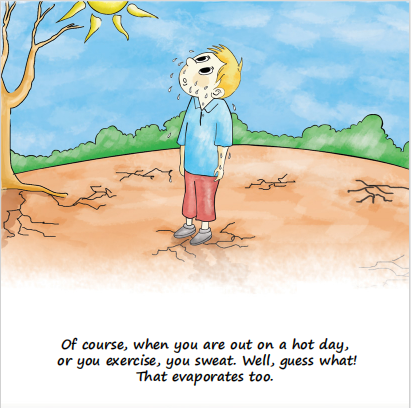 Of course, when you are out on a hot day,
or you exercise, you sweat. Well, guess what!
That evaporates too.